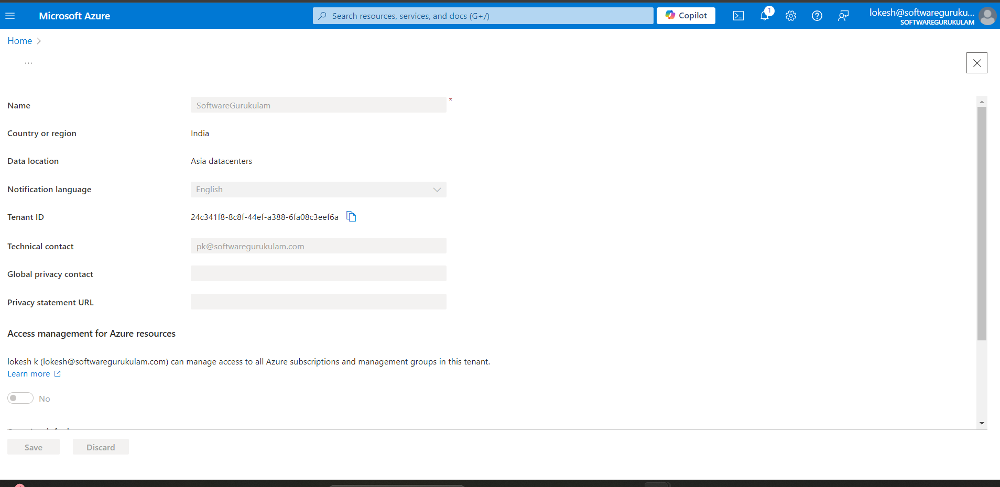 Microsoft Azure
Search resources, services, and docs (G+/)
Copilot
1
lokesh@softwareguruku...
SOFTWAREGURUKULAM
Home
...
Name
SoftwareGurukulam
*
Country or region
India
Data location
Asia datacenters
Notification language
English
Tenant ID
24c341f8-8c8f-44ef-a388-6fa08c3eef6a
Technical contact
pk@softwaregurukulam.com
Global privacy contact
Privacy statement URL
Access management for Azure resources
lokesh k (lokesh@softwaregurukulam.com) can manage access to all Azure subscriptions and management groups in this tenant.
Learn more
No
Save
Discard